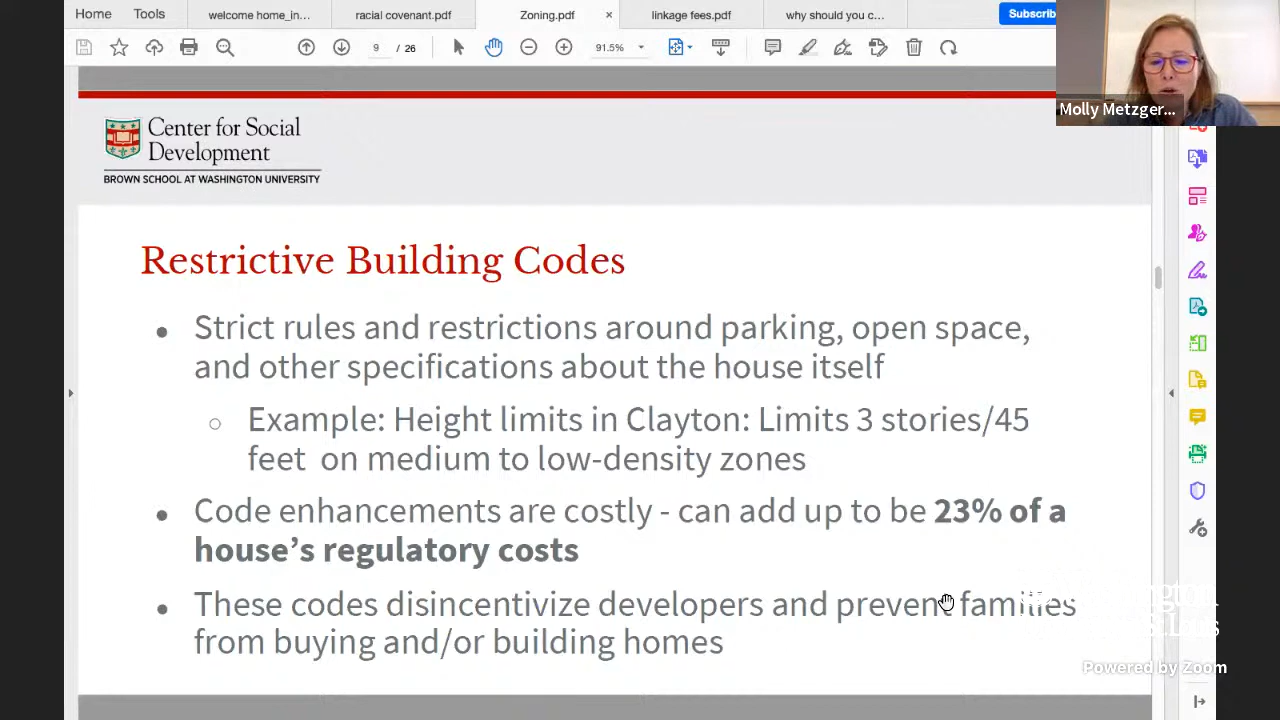 Home Tools welcome home_in... racial covenant.pdf Zoning.pdf × linkage fees.pdf why should you c... Subscrib
9 / 26 91.5%
Molly Metzger...
Center for Social
Development
BROWN SCHOOL AT WASHINGTON UNIVERSITY
Restrictive Building Codes
● Strict rules and restrictions around parking, open space,
and other specifications about the house itself
○ Example: Height limits in Clayton: Limits 3 stories/45
feet on medium to low-density zones
● Code enhancements are costly - can add up to be 23% of a
house's regulatory costs
● These codes disincentivize developers and prevent families
from buying and/or building homes
Powered by Zoom